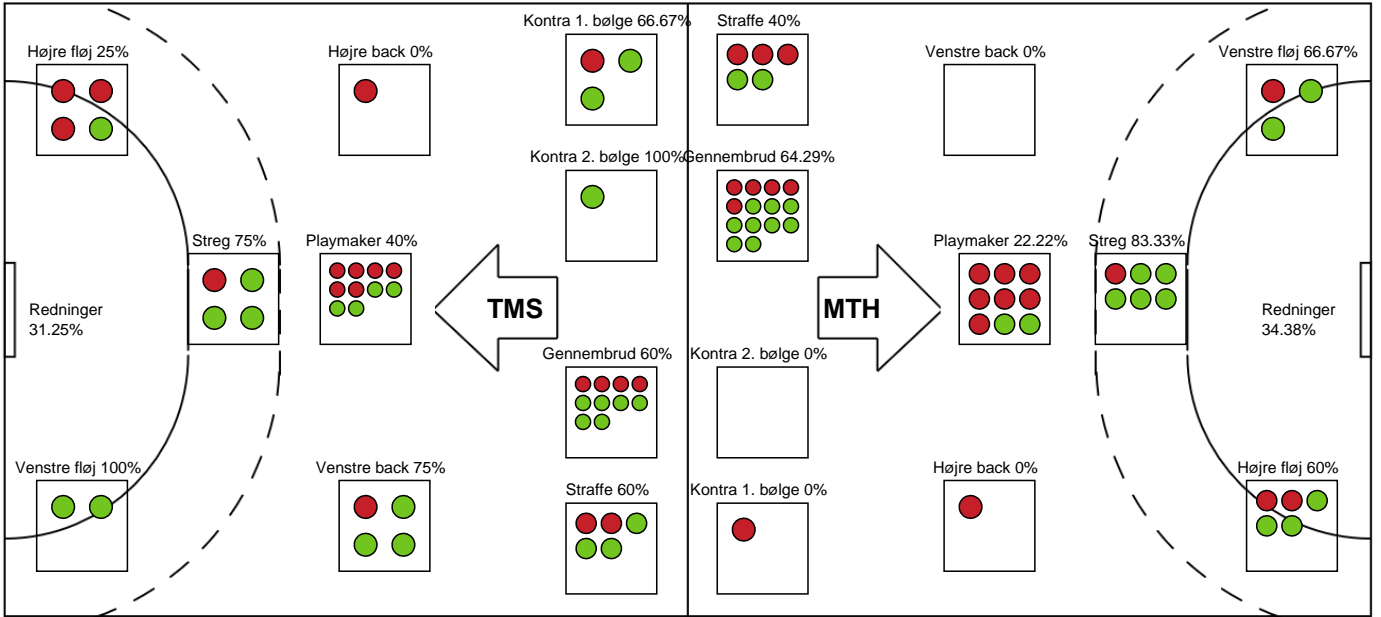 Kontra 1. bølge 66.67%
Straffe 40%
Højre fløj 25%
Højre back 0%
Venstre back 0%
Venstre fløj 66.67%
Kontra 2. bølge 100%
Gennembrud 64.29%
Streg 75%
Playmaker 40%
Playmaker 22.22%
Streg 83.33%
Redninger
31.25%
TMS
MTH
Redninger
34.38%
Gennembrud 60%
Kontra 2. bølge 0%
Venstre fløj 100%
Venstre back 75%
Straffe 60%
Kontra 1. bølge 0%
Højre back 0%
Højre fløj 60%